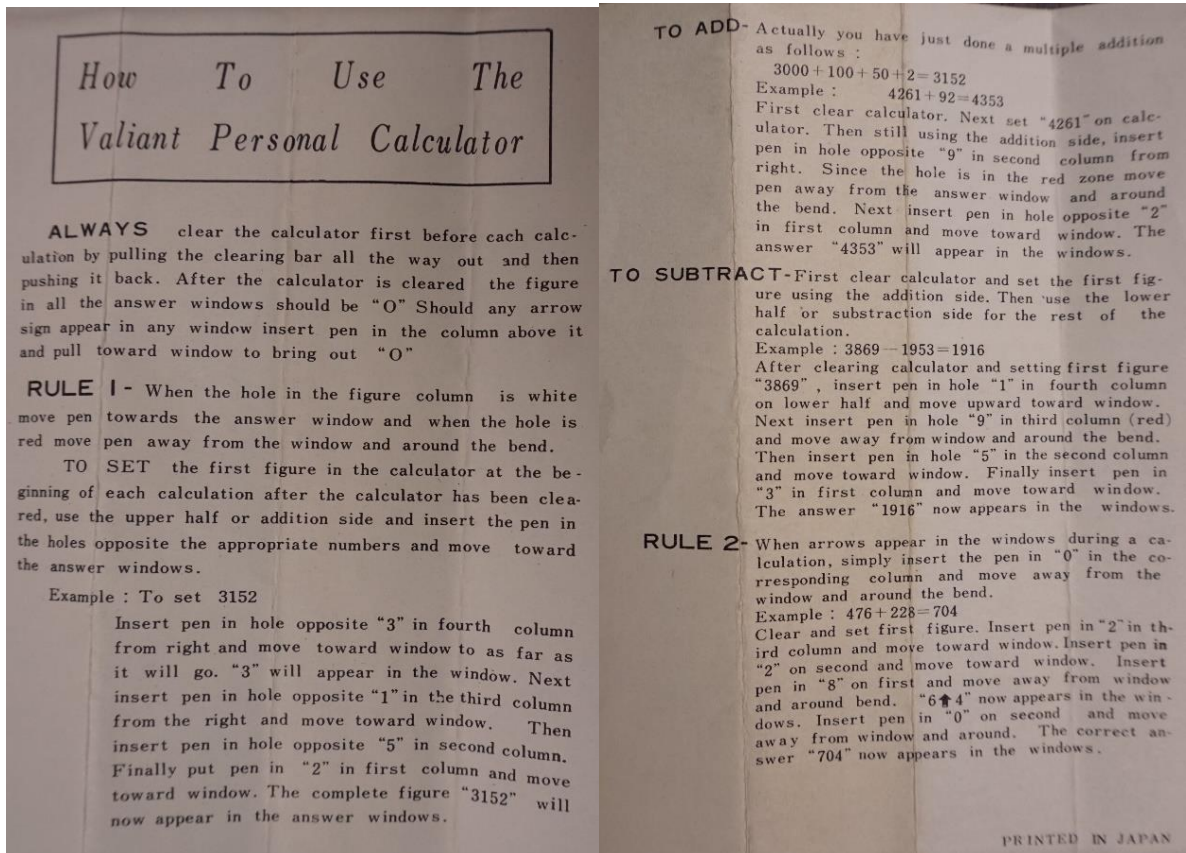 How To Use The
Valiant Personal Calculator
ALWAYS clear the calculator first before each calc-
ulation by pulling the clearing bar all the way out and then
pushing it back. After the calculator is cleared the figure
in all the answer windows should be "O" Should any arrow
sign appear in any window insert pen in the column above it
and pull toward window to bring out "O"
RULE 1- When the hole in the figure column is white
move pen towards the answer window and when the hole is
red move pen away from the window and around the bend.
TO SET the first figure in the calculator at the be-
ginning of each calculation after the calculator has been clea-
red, use the upper half or addition side and insert the pen in
the holes opposite the appropriate numbers and move toward
the answer windows.
Example : To set 3152
Insert pen in hole opposite "3" in fourth column
from right and move toward window to as far as
it will go. "3" will appear in the window. Next
insert pen in hole opposite "1" in the third column
from the right and move toward window. Then
insert pen in hole opposite "5" in second column.
Finally put pen in "2" in first column and move
toward window. The complete figure "3152" will
now appear in the answer windows.
TO ADD- Actually you have just done a multiple addition
as follows :
3000+100+50+2=3152
Example : 4261+92=4353
First clear calculator. Next set "4261" on calc-
ulator. Then still using the addition side, insert
pen in hole opposite "9" in second column from
right. Since the hole is in the red zone move
pen away from the answer window and around
the bend. Next insert pen in hole opposite "2"
in first column and move toward window. The
answer "4353" will appear in the windows.
TO SUBTRACT-First clear calculator and set the first fig-
ure using the addition side. Then use the lower
half or substraction side for the rest of the
calculation.
Example : 3869-1953=1916
After clearing calculator and setting first figure
"3869", insert pen in hole "1" in fourth column
on lower half and move upward toward window.
Next insert pen in hole "9" in third column (red)
and move away from window and around the bend.
Then insert pen in hole "5" in the second column
and move toward window. Finally insert pen in
"3" in first column and move toward window.
The answer "1916" now appears in the windows.
RULE 2- When arrows appear in the windows during a ca-
lculation, simply insert the pen in "0" in the co-
rresponding column and move away from the
window and around the bend.
Example : 476+228=704
Clear and set first figure. Insert pen in "2" in th-
ird column and move toward window. Insert pen in
"2" on second and move toward window. Insert
pen in "8" on first and move away from window
and around bend. "6⬆4" now appears in the win-
dows. Insert pen in "0" on second and move
away from window and around. The correct an-
swer "704" now appears in the windows.
PRINTED IN JAPAN